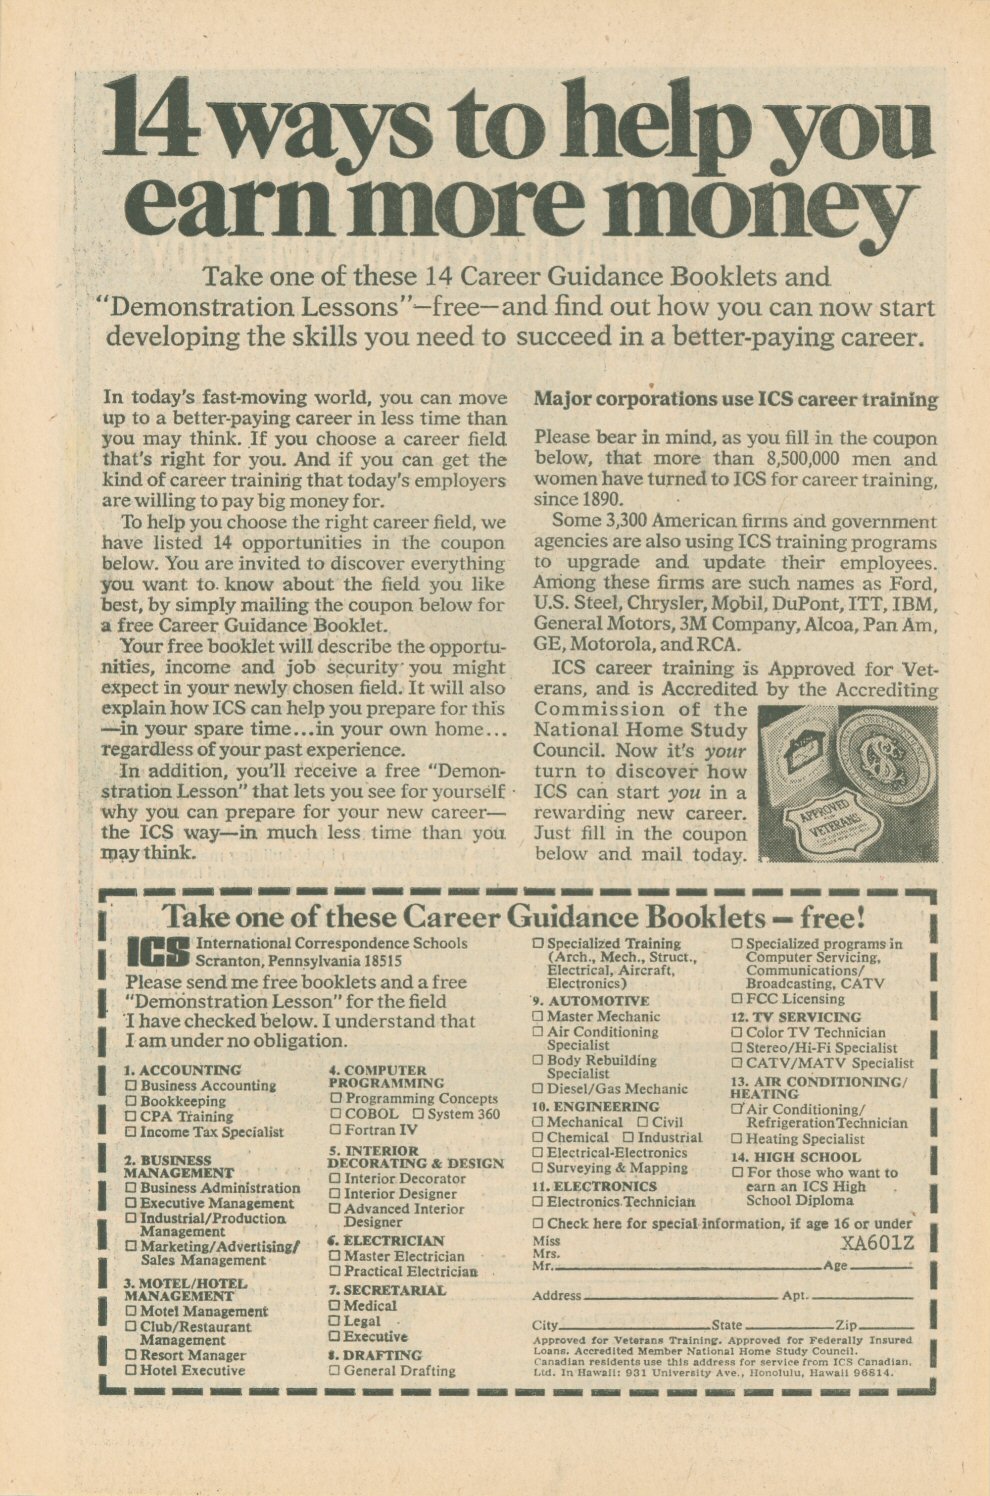 14 ways to help you
earn more money
Take one of these 14 Career Guidance Booklets and
“Demonstration Lessons”—free—and find out how you can now start
developing the skills you need to succeed in a better-paying career.
In today's fast-moving world, you can move
up to a better-paying career in less time than
you may think. If you choose a career field
that's right for you. And if you can get the
kind of career training that today's employers
are willing to pay big money for.
To help you choose the right career field, we
have listed 14 opportunities in the coupon
below. You are invited to discover everything
you want to know about the field you like
best, by simply mailing the coupon below for
a free Career Guidance Booklet.
Your free booklet will describe the opportu-
nities, income and job security you might
expect in your newly chosen field. It will also
explain how ICS can help you prepare for this
—in your spare time...in your own home...
regardless of your past experience.
In addition, you'll receive a free “Demon-
stration Lesson” that lets you see for yourself
why you can prepare for your new career—
the ICS way—in much less time than you
may think.
Major corporations use ICS career training
Please bear in mind, as you fill in the coupon
below, that more than 8,500,000 men and
women have turned to ICS for career training,
since 1890.
Some 3,300 American firms and government
agencies are also using ICS training programs
to upgrade and update their employees.
Among these firms are such names as Ford,
U.S. Steel, Chrysler, Mobil, DuPont, ITT, IBM,
General Motors, 3M Company, Alcoa, Pan Am,
GE, Motorola, and RCA.
ICS career training is Approved for Vet-
erans, and is Accredited by the Accrediting
Commission of the
National Home Study
Council. Now it's your
turn to discover how
ICS can start you in a
rewarding new career.
Just fill in the coupon
below and mail today.
APPROVED
VETERANS
Take one of these Career Guidance Booklets — free!
ICS International Correspondence Schools
Scranton, Pennsylvania 18515
Please send me free booklets and a free
“Demonstration Lesson” for the field
I have checked below. I understand that
I am under no obligation.
1. ACCOUNTING
☐ Business Accounting
☐ Bookkeeping
☐ CPA Training
☐ Income Tax Specialist
2. BUSINESS
MANAGEMENT
☐ Business Administration
☐ Executive Management
☐ Industrial/Production
Management
☐ Marketing/Advertising/
Sales Management
3. MOTEL/HOTEL
MANAGEMENT
☐ Motel Management
☐ Club/Restaurant
Management
☐ Resort Manager
☐ Hotel Executive
4. COMPUTER
PROGRAMMING
☐ Programming Concepts
☐ COBOL ☐ System 360
☐ Fortran IV
5. INTERIOR
DECORATING & DESIGN
☐ Interior Decorator
☐ Interior Designer
☐ Advanced Interior
Designer
6. ELECTRICIAN
☐ Master Electrician
☐ Practical Electrician
7. SECRETARIAL
☐ Medical
☐ Legal
☐ Executive
8. DRAFTING
☐ General Drafting
☐ Specialized Training
(Arch., Mech., Struct.,
Electrical, Aircraft,
Electronics)
9. AUTOMOTIVE
☐ Master Mechanic
☐ Air Conditioning
Specialist
☐ Body Rebuilding
Specialist
☐ Diesel/Gas Mechanic
10. ENGINEERING
☐ Mechanical ☐ Civil
☐ Chemical ☐ Industrial
☐ Electrical-Electronics
☐ Surveying & Mapping
11. ELECTRONICS
☐ Electronics Technician
☐ Specialized programs in
Computer Servicing,
Communications/
Broadcasting, CATV
☐ FCC Licensing
12. TV SERVICING
☐ Color TV Technician
☐ Stereo/Hi-Fi Specialist
☐ CATV/MATV Specialist
13. AIR CONDITIONING/
HEATING
☐ Air Conditioning/
Refrigeration Technician
☐ Heating Specialist
14. HIGH SCHOOL
☐ For those who want to
earn an ICS High
School Diploma
☐ Check here for special information, if age 16 or under
Miss XA601Z
Mrs.
Mr. Age
Address Apt.
City State Zip
Approved for Veterans Training. Approved for Federally Insured
Loans. Accredited Member National Home Study Council.
Canadian residents use this address for service from ICS Canadian,
Ltd. In Hawaii: 931 University Ave., Honolulu, Hawaii 96814.